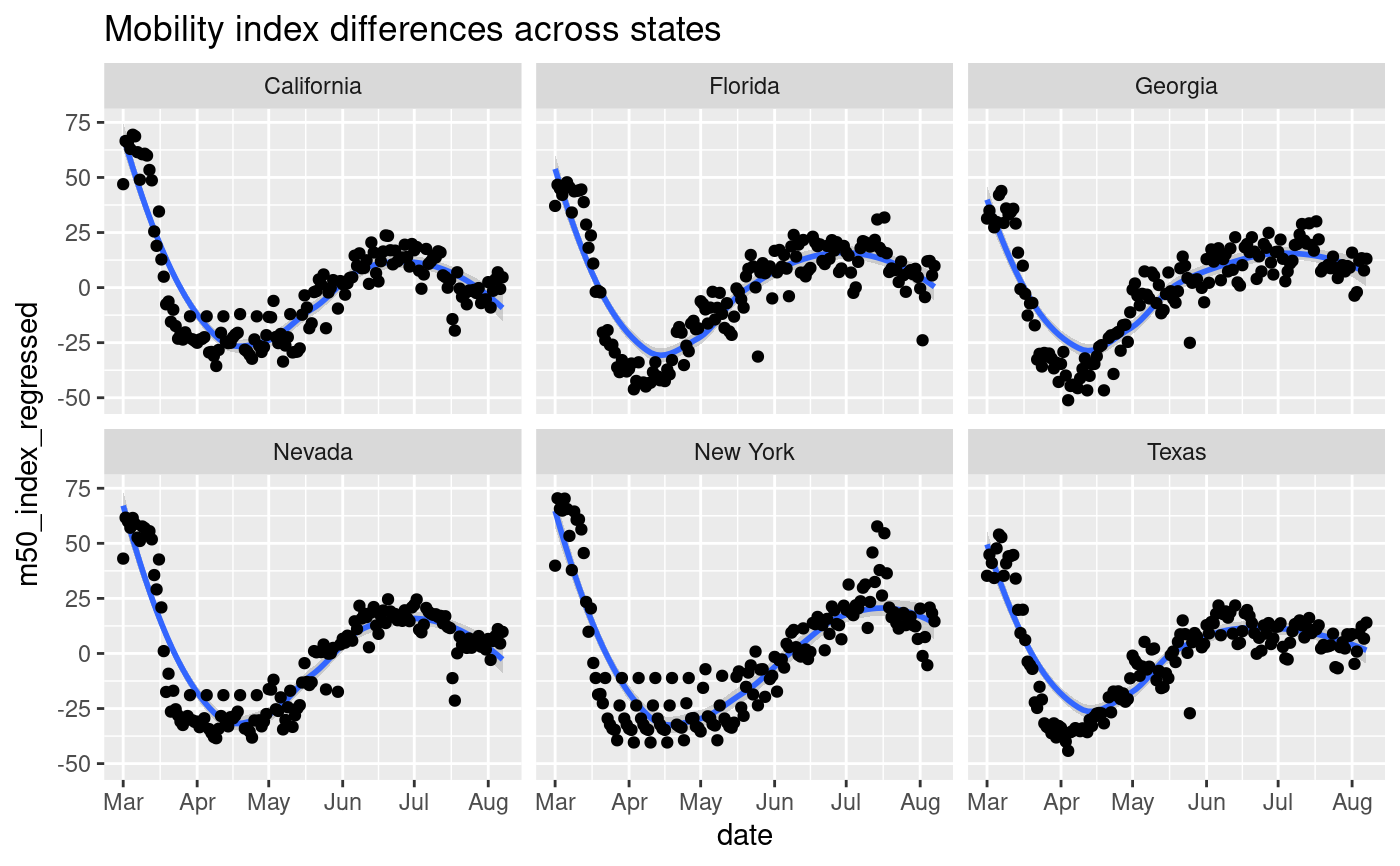 Mobility index differences across states
California Florida Georgia
75
50
25
0
-25
-50
Nevada New York Texas
75
50
25
0
-25
-50
Mar Apr May Jun Jul Aug Mar Apr May Jun Jul Aug Mar Apr May Jun Jul Aug
date
m50_index_regressed